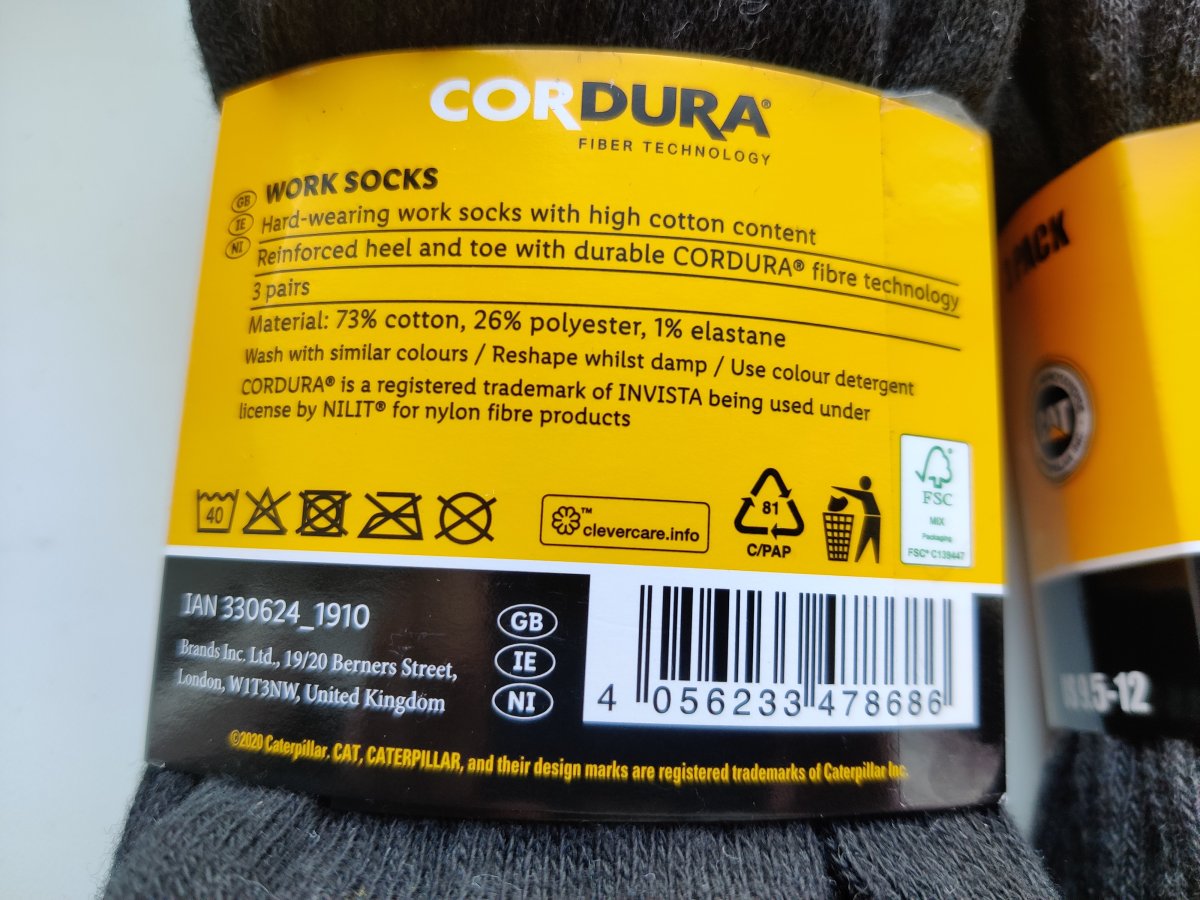 CORDURA®
FIBER TECHNOLOGY
GB
IE
NI
WORK SOCKS
Hard-wearing work socks with high cotton content
Reinforced heel and toe with durable CORDURA® fibre technology
3 pairs
Material: 73% cotton, 26% polyester, 1% elastane
Wash with similar colours / Reshape whilst damp / Use colour detergent
CORDURA® is a registered trademark of INVISTA being used under
license by NILIT® for nylon fibre products
40
™
clevercare.info
81
C/PAP
FSC
MIX
Packaging
FSC® C139447
IAN 330624_1910
Brands Inc. Ltd., 19/20 Berners Street,
London, W1T3NW, United Kingdom
GB
IE
NI
4 056233 478686
©2020 Caterpillar. CAT, CATERPILLAR, and their design marks are registered trademarks of Caterpillar Inc.
PACK
CAT
5-12